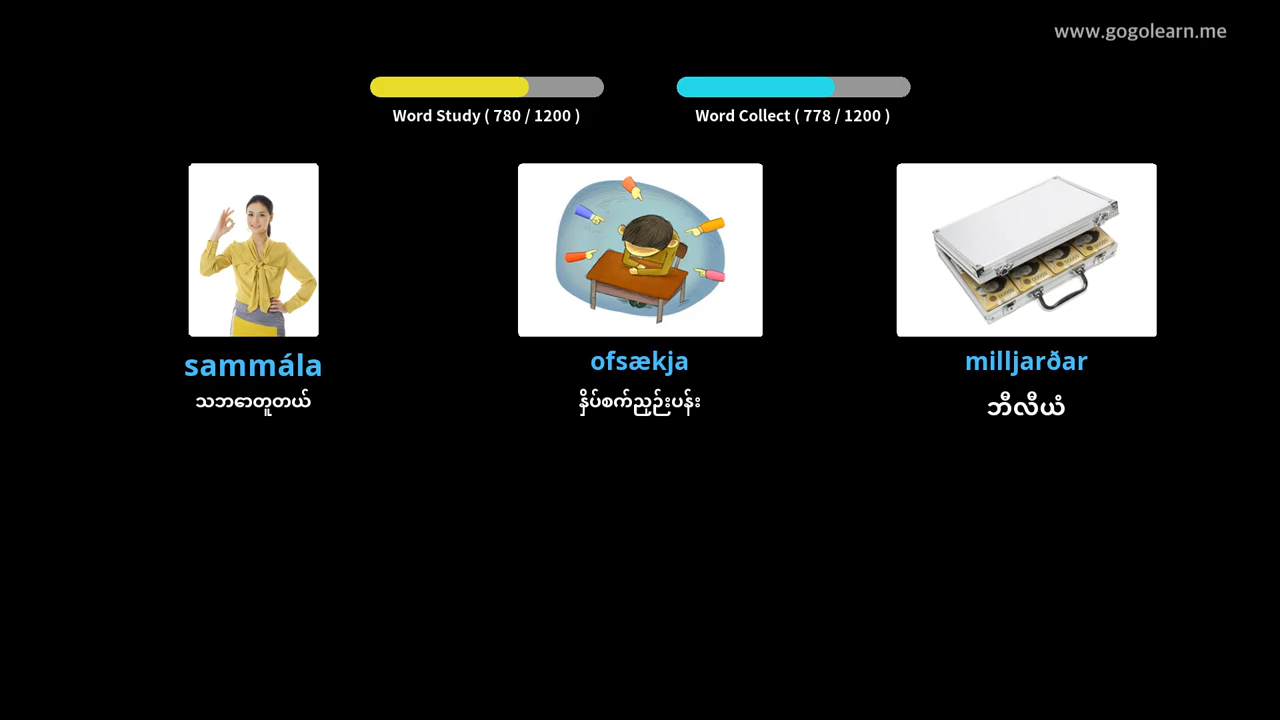 www.gogolearn.me
Word Study ( 780 / 1200 )
Word Collect ( 778 / 1200 )
sammála
သဘောတူတယ်
ofsækja
နှိပ်စက်ညှဉ်းပန်း
milljarðar
ဘီလီယံ